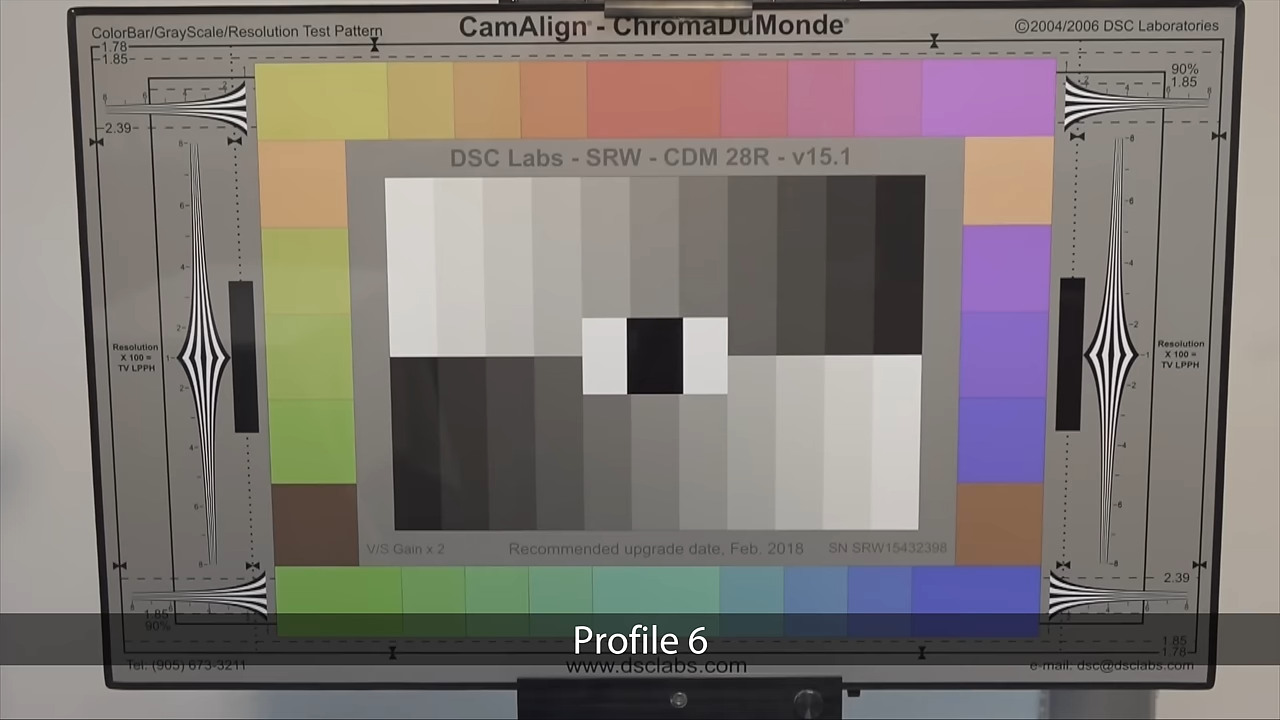 ColorBar/GrayScale/Resolution Test Pattern
CamAlign - ChromaDuMonde
©2004/2006 DSC Laboratories
1.78
1.85
2.39
90%
1.85
DSC Labs - SRW - CDM 28R - v15.1
Resolution
X 100 =
TV LPPH
Resolution
X 100 =
TV LPPH
V/S Gain x 2
Recommended upgrade date, Feb. 2018
SN SRW15432398
2.39
1.85
90%
Profile 6
1.85
1.78
Tel: (905) 673-3211
www.dsclabs.com
e-mail: dsc@dsclabs.com